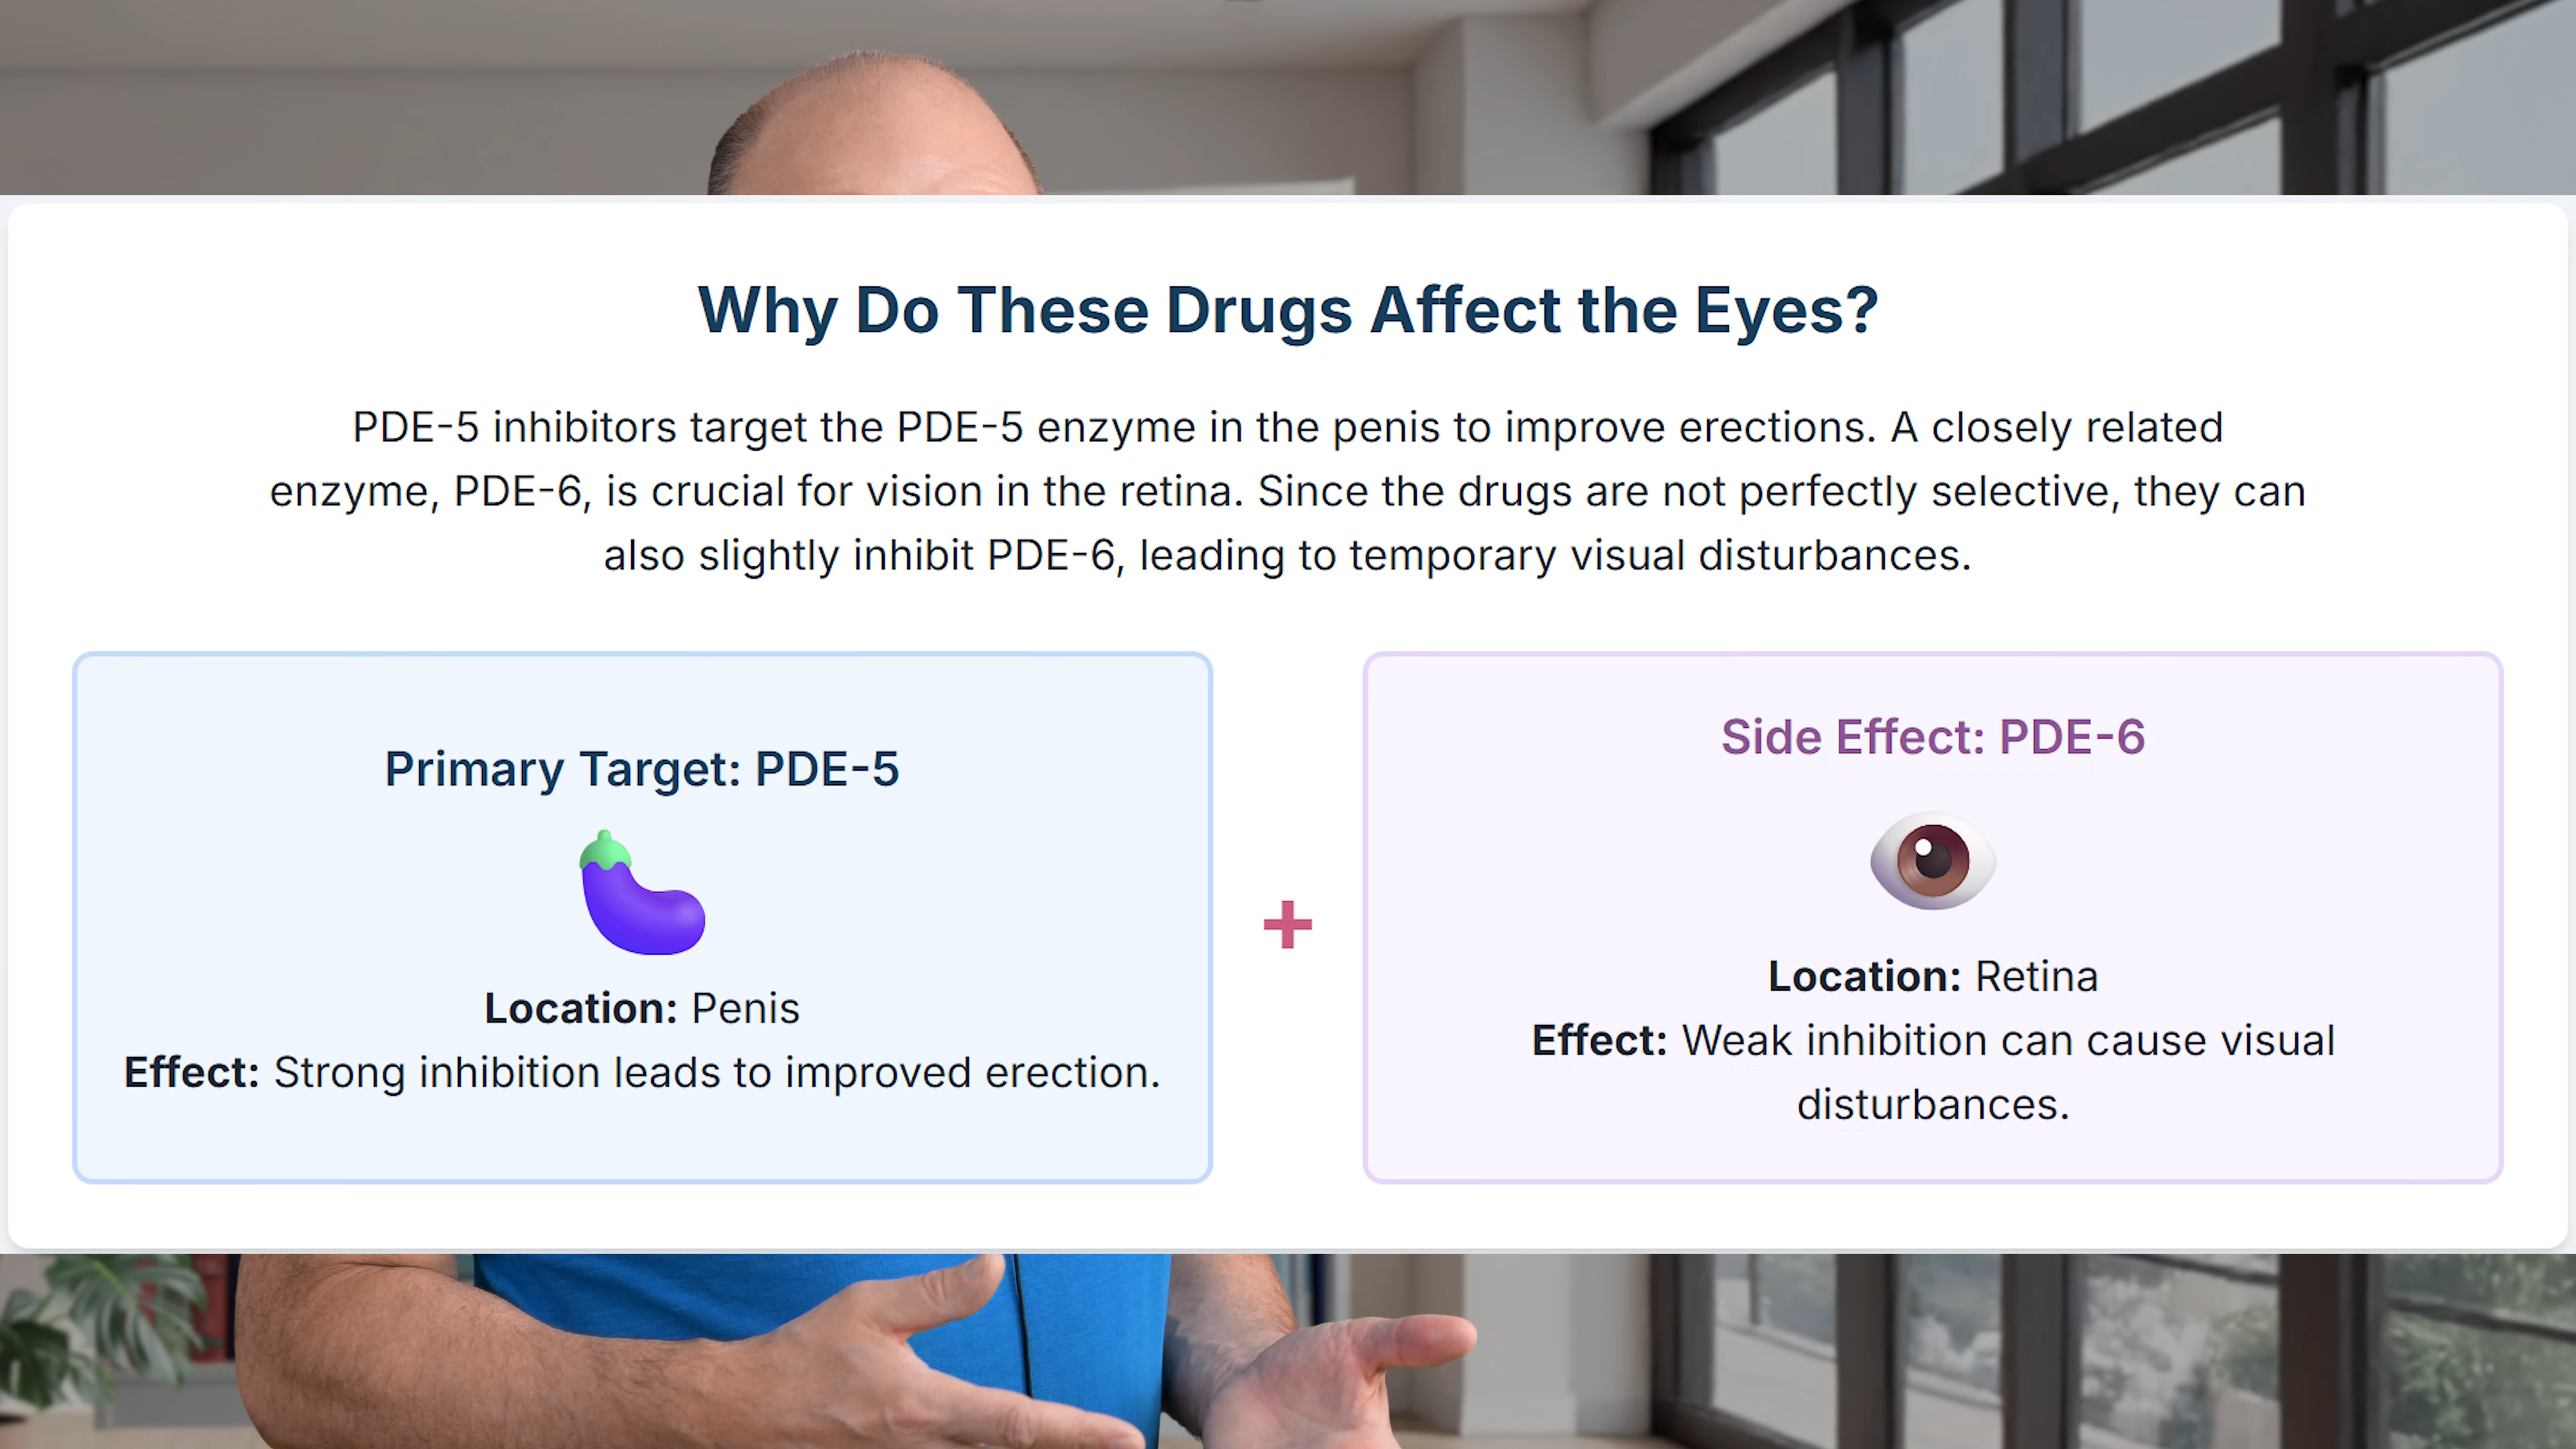 Why Do These Drugs Affect the Eyes?
PDE-5 inhibitors target the PDE-5 enzyme in the penis to improve erections. A closely related
enzyme, PDE-6, is crucial for vision in the retina. Since the drugs are not perfectly selective, they can
also slightly inhibit PDE-6, leading to temporary visual disturbances.
Primary Target: PDE-5
Location: Penis
Effect: Strong inhibition leads to improved erection.
+
Side Effect: PDE-6
Location: Retina
Effect: Weak inhibition can cause visual
disturbances.